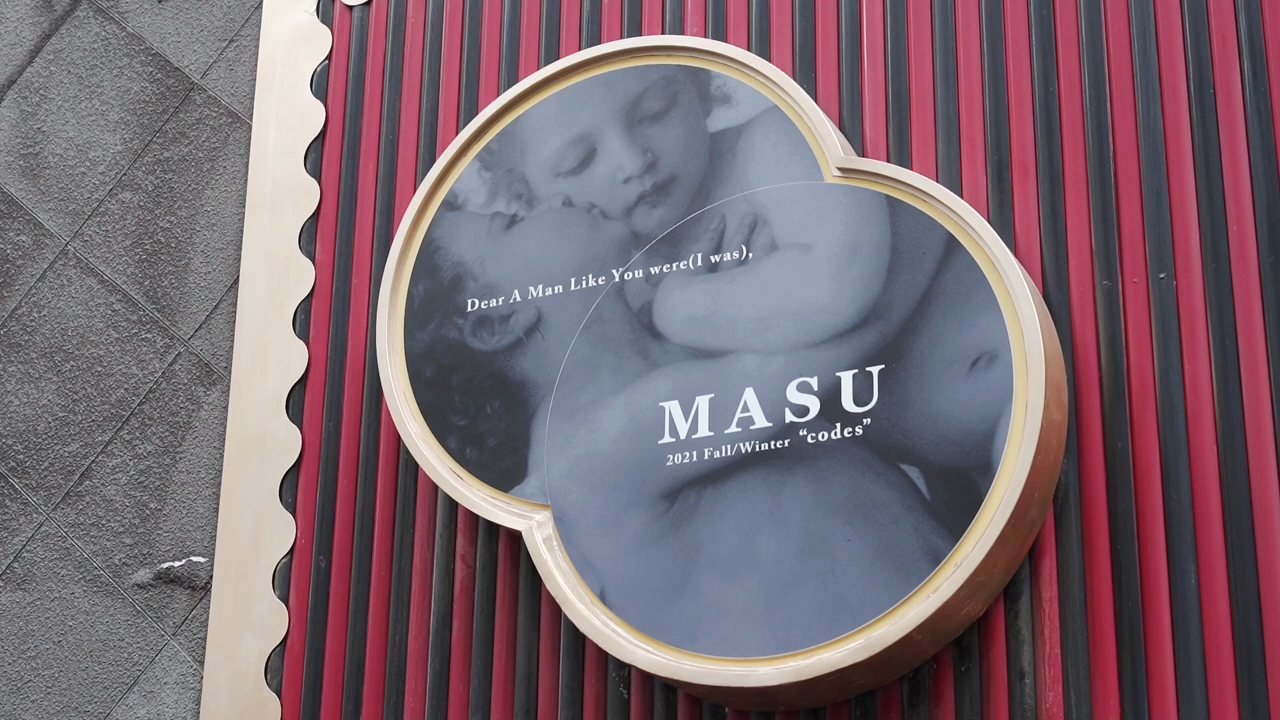 Dear A Man Like You were(I was),
MASU
2021 Fall/Winter “codes”